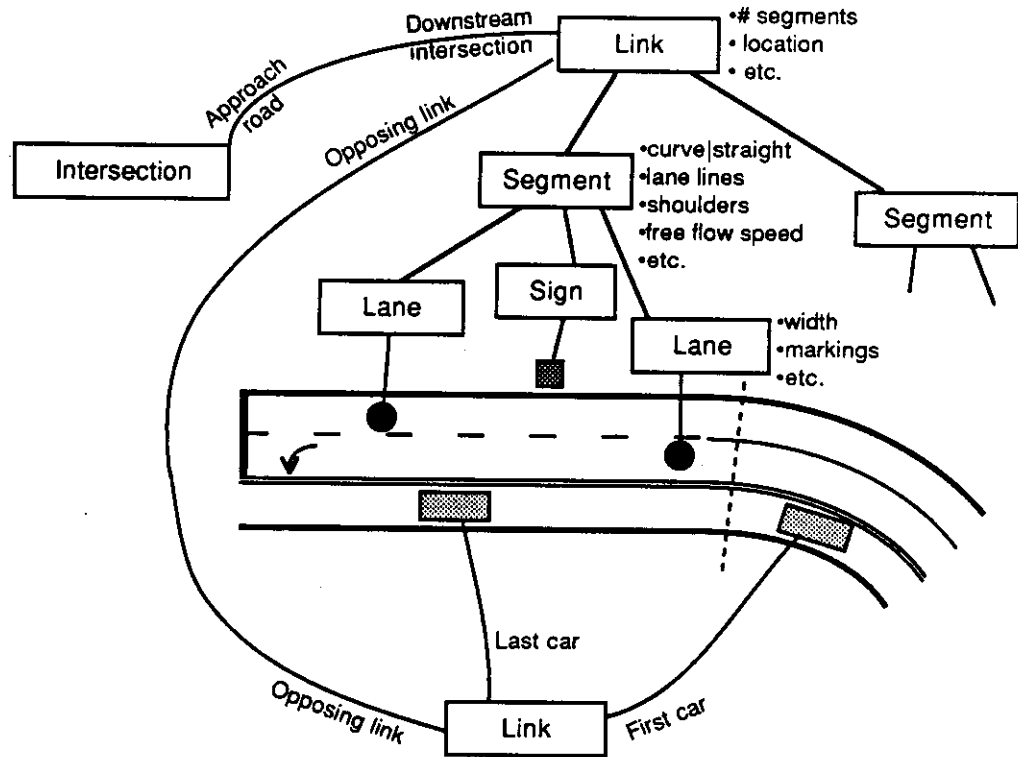 Downstream
intersection
Link
•# segments
• location
• etc.
Approach
road
Opposing link
Intersection
Segment
•curve|straight
•lane lines
•shoulders
•free flow speed
•etc.
Segment
Lane
Sign
Lane
•width
•markings
•etc.
Last car
Opposing link
Link
First car